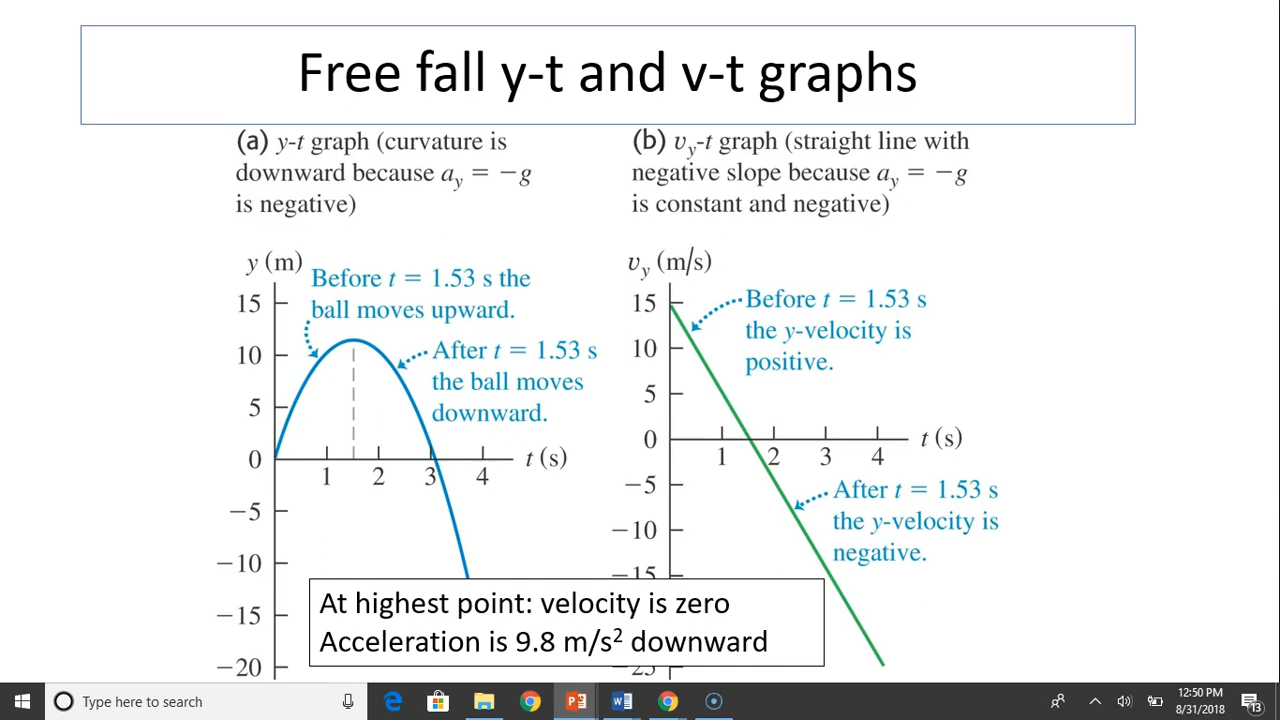 Free fall y-t and v-t graphs
(a) y-t graph (curvature is
downward because a_y = −g
is negative)
y (m)
Before t = 1.53 s the
ball moves upward.
After t = 1.53 s
the ball moves
downward.
15
10
5
0
−5
−10
−15
−20
1 2 3 4
t (s)
(b) v_y-t graph (straight line with
negative slope because a_y = −g
is constant and negative)
v_y (m/s)
Before t = 1.53 s
the y-velocity is
positive.
15
10
5
0
−5
−10
−15
1 2 3 4
t (s)
After t = 1.53 s
the y-velocity is
negative.
At highest point: velocity is zero
Acceleration is 9.8 m/s² downward
Type here to search
12:50 PM
8/31/2018
13